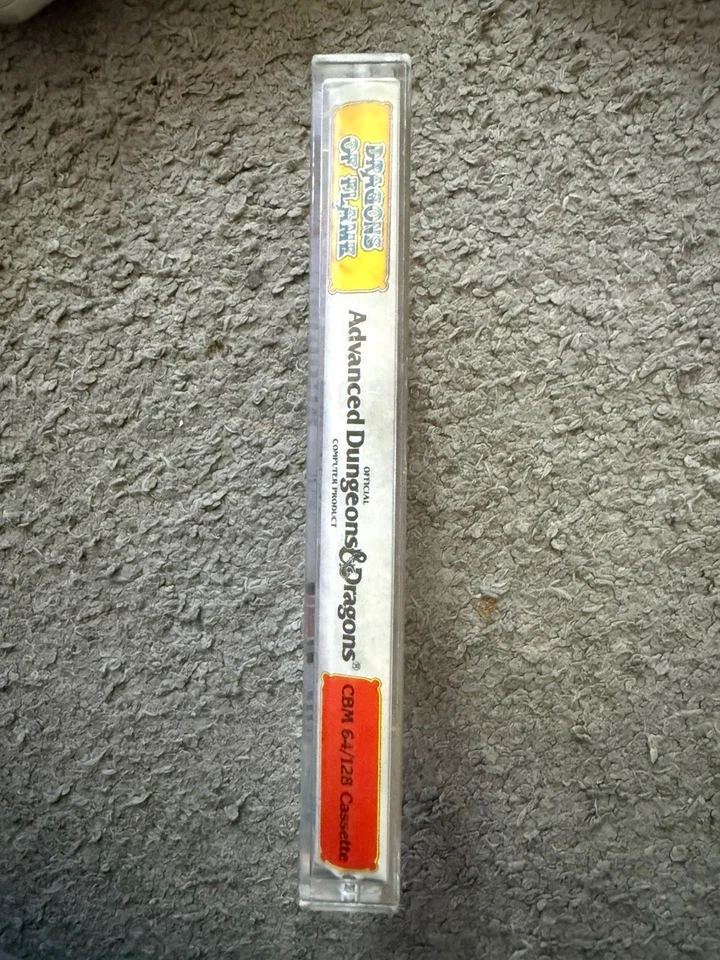 DRAGONS
OF FLAME
OFFICIAL
Advanced Dungeons & Dragons®
COMPUTER PRODUCT
CBM 64/128 Cassette